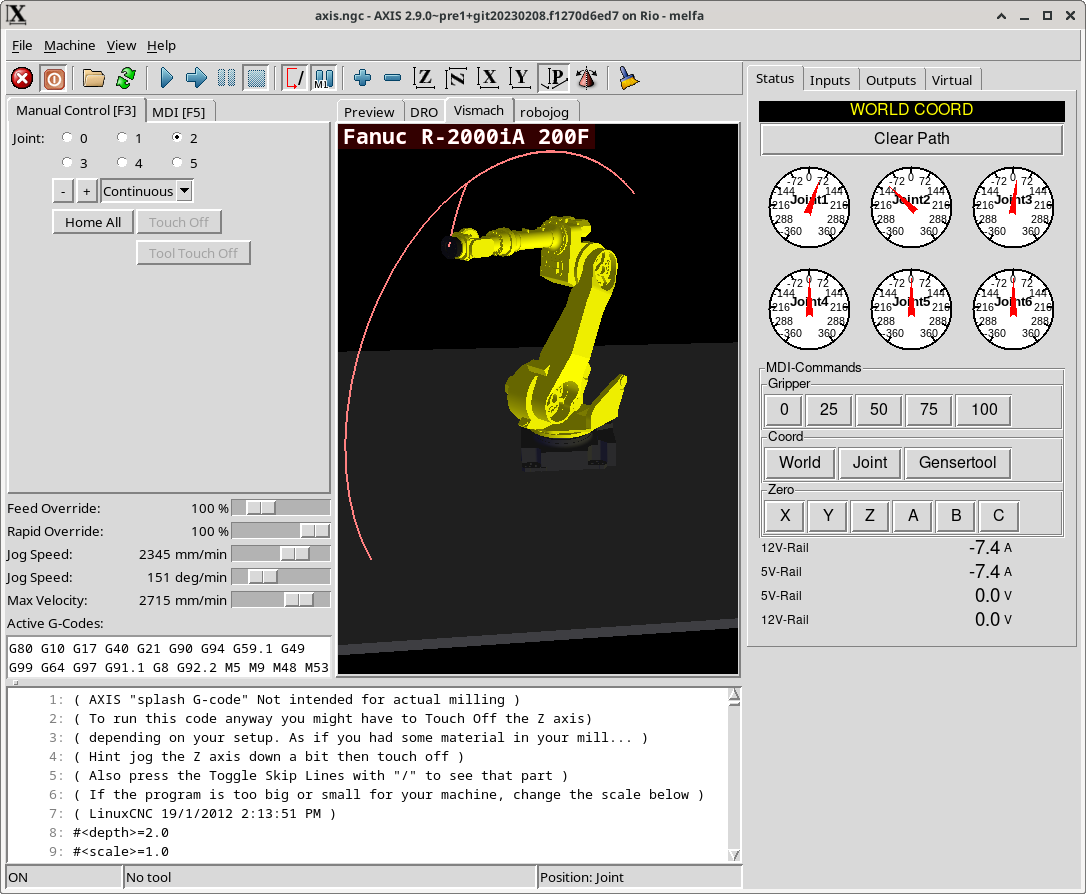 axis.ngc - AXIS 2.9.0~pre1+git20230208.f1270d6ed7 on Rio - melfa
File Machine View Help
Z N X Y P
M1
Manual Control [F3] MDI [F5]
Joint: 0 1 2
3 4 5
- + Continuous
Home All Touch Off
Tool Touch Off
Feed Override: 100 %
Rapid Override: 100 %
Jog Speed: 2345 mm/min
Jog Speed: 151 deg/min
Max Velocity: 2715 mm/min
Active G-Codes:
G80 G10 G17 G40 G21 G90 G94 G59.1 G49
G99 G64 G97 G91.1 G8 G92.2 M5 M9 M48 M53
Preview DRO Vismach robojog
Fanuc R-2000iA 200F
Status Inputs Outputs Virtual
WORLD COORD
Clear Path
-72 0 72 -72 0 72 -72 0 72
-144 144 -144 144 -144 144
Joint1 Joint2 Joint3
-216 216 -216 216 -216 216
-288 288 -288 288 -288 288
-360 360 -360 360 -360 360
-72 0 72 -72 0 72 -72 0 72
-144 144 -144 144 -144 144
Joint4 Joint5 Joint6
-216 216 -216 216 -216 216
-288 288 -288 288 -288 288
-360 360 -360 360 -360 360
MDI-Commands
Gripper
0 25 50 75 100
Coord
World Joint Gensertool
Zero
X Y Z A B C
12V-Rail -7.4 A
5V-Rail -7.4 A
5V-Rail 0.0 V
12V-Rail 0.0 V
1: ( AXIS "splash G-code" Not intended for actual milling )
2: ( To run this code anyway you might have to Touch Off the Z axis)
3: ( depending on your setup. As if you had some material in your mill... )
4: ( Hint jog the Z axis down a bit then touch off )
5: ( Also press the Toggle Skip Lines with "/" to see that part )
6: ( If the program is too big or small for your machine, change the scale below )
7: ( LinuxCNC 19/1/2012 2:13:51 PM )
8: #<depth>=2.0
9: #<scale>=1.0
ON No tool Position: Joint